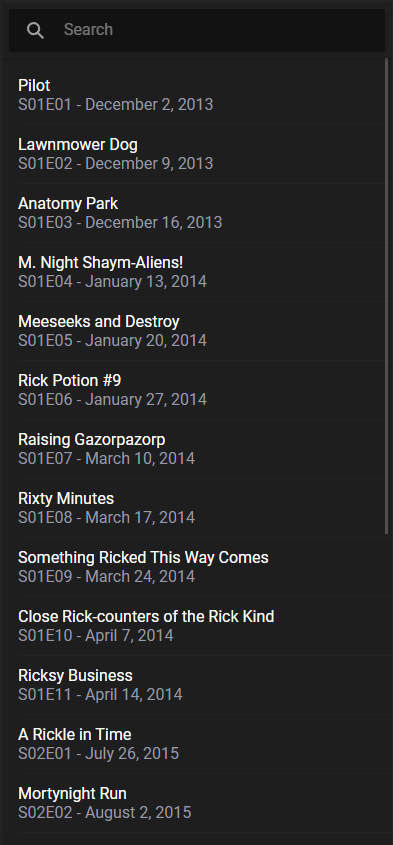 Search
Pilot
S01E01 - December 2, 2013
Lawnmower Dog
S01E02 - December 9, 2013
Anatomy Park
S01E03 - December 16, 2013
M. Night Shaym-Aliens!
S01E04 - January 13, 2014
Meeseeks and Destroy
S01E05 - January 20, 2014
Rick Potion #9
S01E06 - January 27, 2014
Raising Gazorpazorp
S01E07 - March 10, 2014
Rixty Minutes
S01E08 - March 17, 2014
Something Ricked This Way Comes
S01E09 - March 24, 2014
Close Rick-counters of the Rick Kind
S01E10 - April 7, 2014
Ricksy Business
S01E11 - April 14, 2014
A Rickle in Time
S02E01 - July 26, 2015
Mortynight Run
S02E02 - August 2, 2015